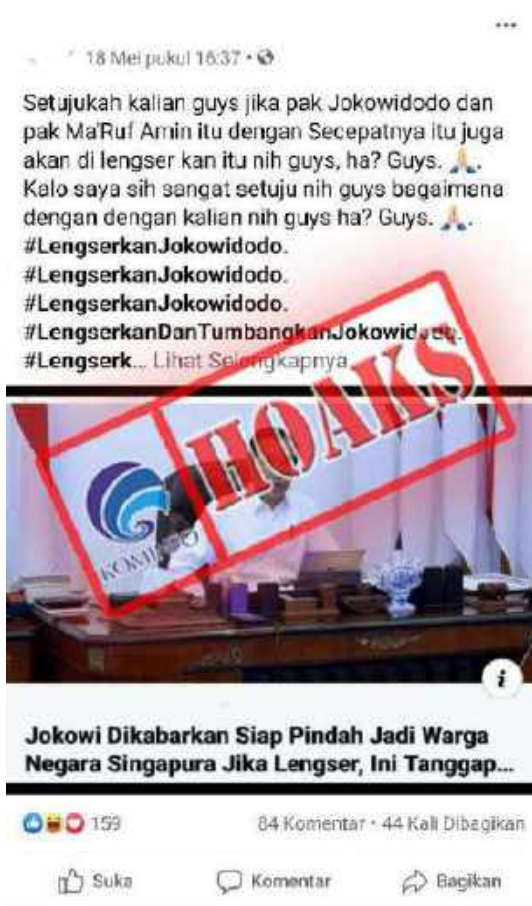 18 Mei pukul 16:37 •
Setujukah kalian guys jika pak Jokowidodo dan
pak Ma'Ruf Amin itu dengan Secepatnya itu juga
akan di lengser kan itu nih guys, ha? Guys. 🙏.
Kalo saya sih sangat setuju nih guys bagaimana
dengan dengan kalian nih guys ha? Guys. 🙏.
#LengserkanJokowidodo.
#LengserkanJokowidodo.
#LengserkanJokowidodo.
#LengserkanDanTumbangkanJokowidodo.
#Lengserk... Lihat Selengkapnya
HOAKS
KOMINFO
Jokowi Dikabarkan Siap Pindah Jadi Warga
Negara Singapura Jika Lengser, Ini Tanggap...
159 84 Komentar • 44 Kali Dibagikan
Suka Komentar Bagikan